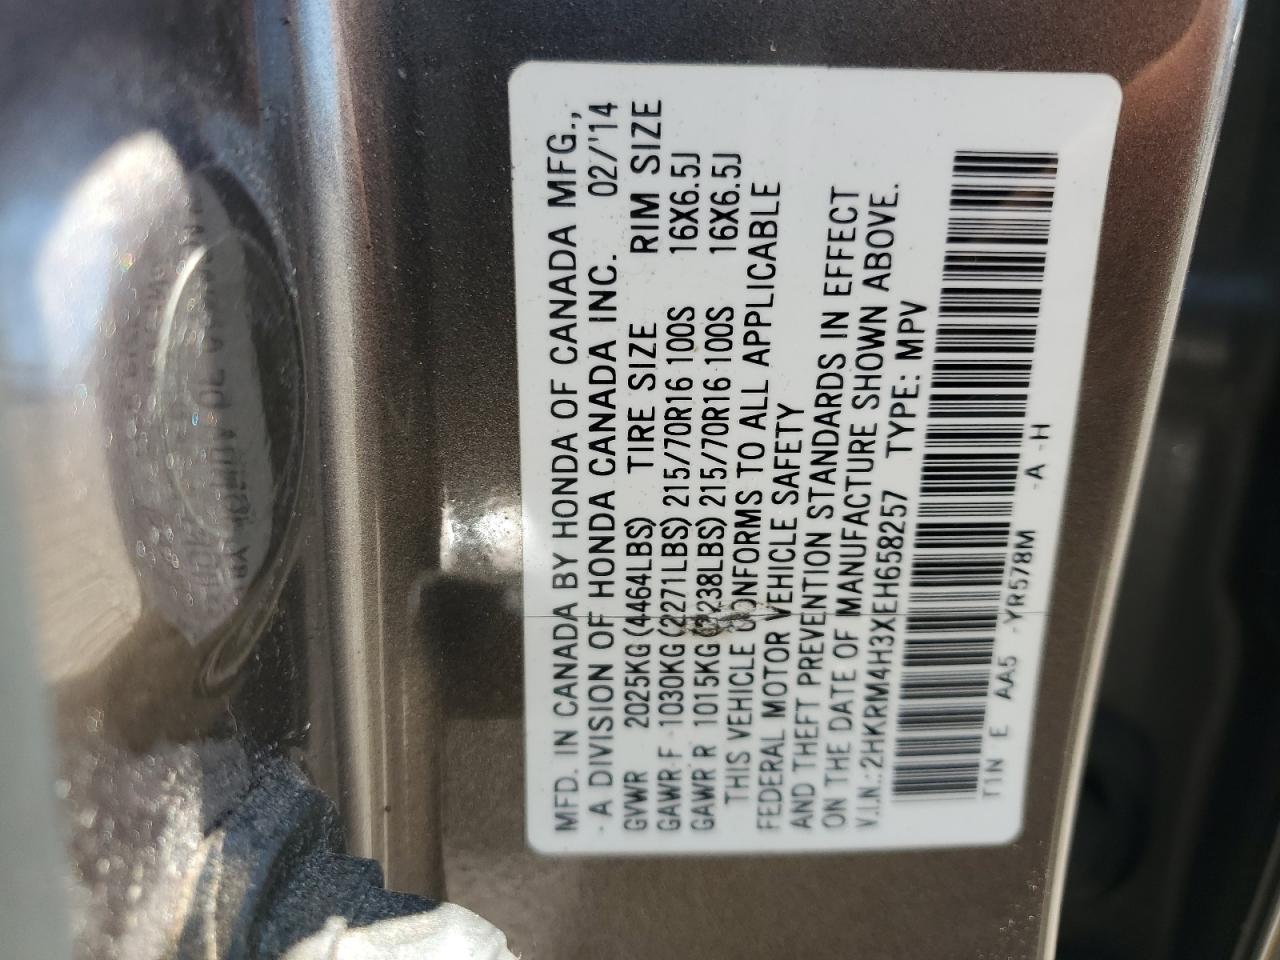 MFD. IN CANADA BY HONDA OF CANADA MFG.,
A DIVISION OF HONDA CANADA INC. 02/'14
GVWR 2025KG(4464LBS) TIRE SIZE RIM SIZE
GAWR F 1030KG(2271LBS) 215/70R16 100S 16X6.5J
GAWR R 1015KG(2238LBS) 215/70R16 100S 16X6.5J
THIS VEHICLE CONFORMS TO ALL APPLICABLE
FEDERAL MOTOR VEHICLE SAFETY
AND THEFT PREVENTION STANDARDS IN EFFECT
ON THE DATE OF MANUFACTURE SHOWN ABOVE.
V.I.N.: 2HKRM4H3XEH658257 TYPE: MPV
T1N E AA5 -YR578M -A -H